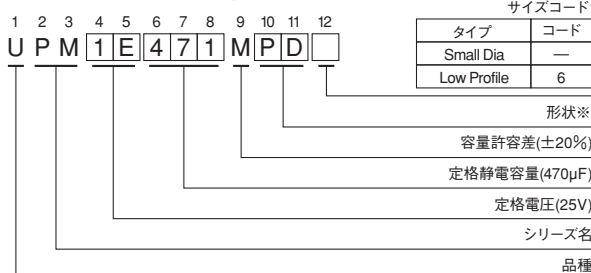 サイズコード
1 2 3 4 5 6 7 8 9 10 11 12
U P M 1 E 4 7 1 M P D
タイプ コード
Small Dia —
Low Profile 6
形状※
容量許容差(±20%)
定格静電容量(470µF)
定格電圧(25V)
シリーズ名
品種